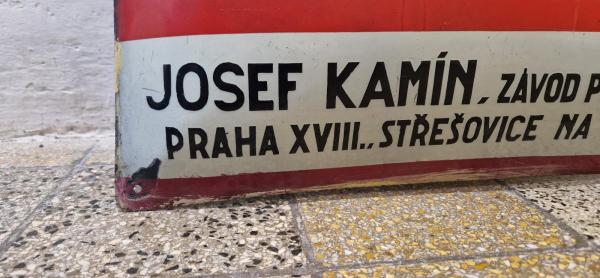 JOSEF KAMÍN, ZÁVOD P
PRAHA XVIII., STŘEŠOVICE NA